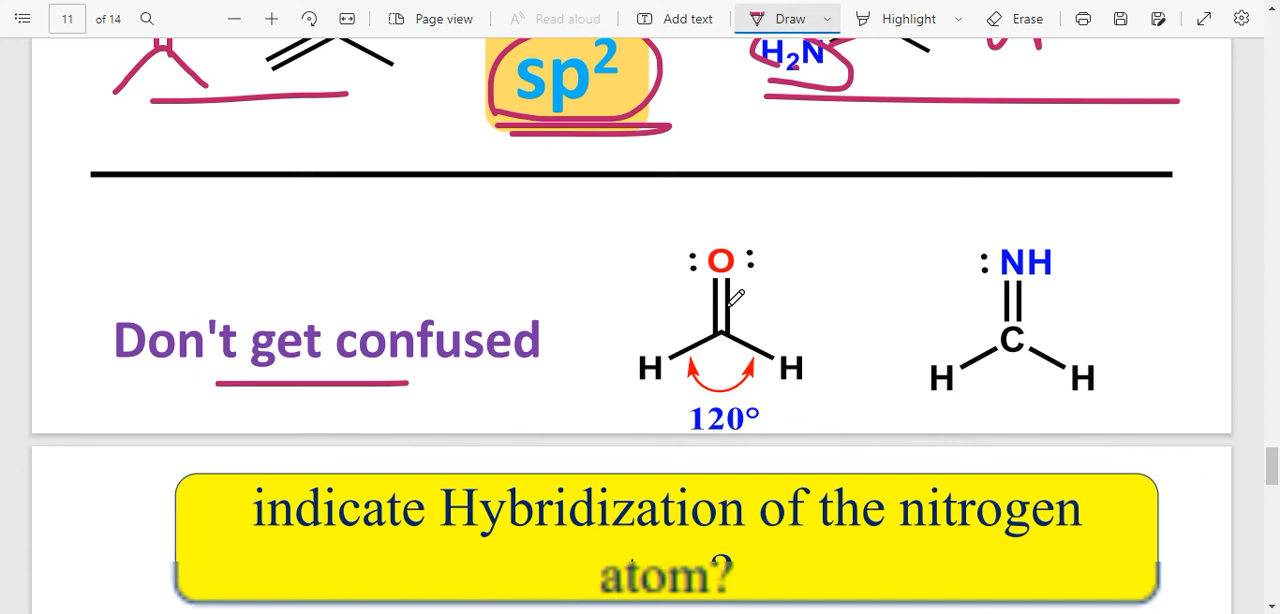 11 of 14
Page view
Read aloud
Add text
Draw
Highlight
Erase
sp²
H₂N
Don't get confused
: O :
H H
120°
: NH
C
H H
indicate Hybridization of the nitrogen
atom?